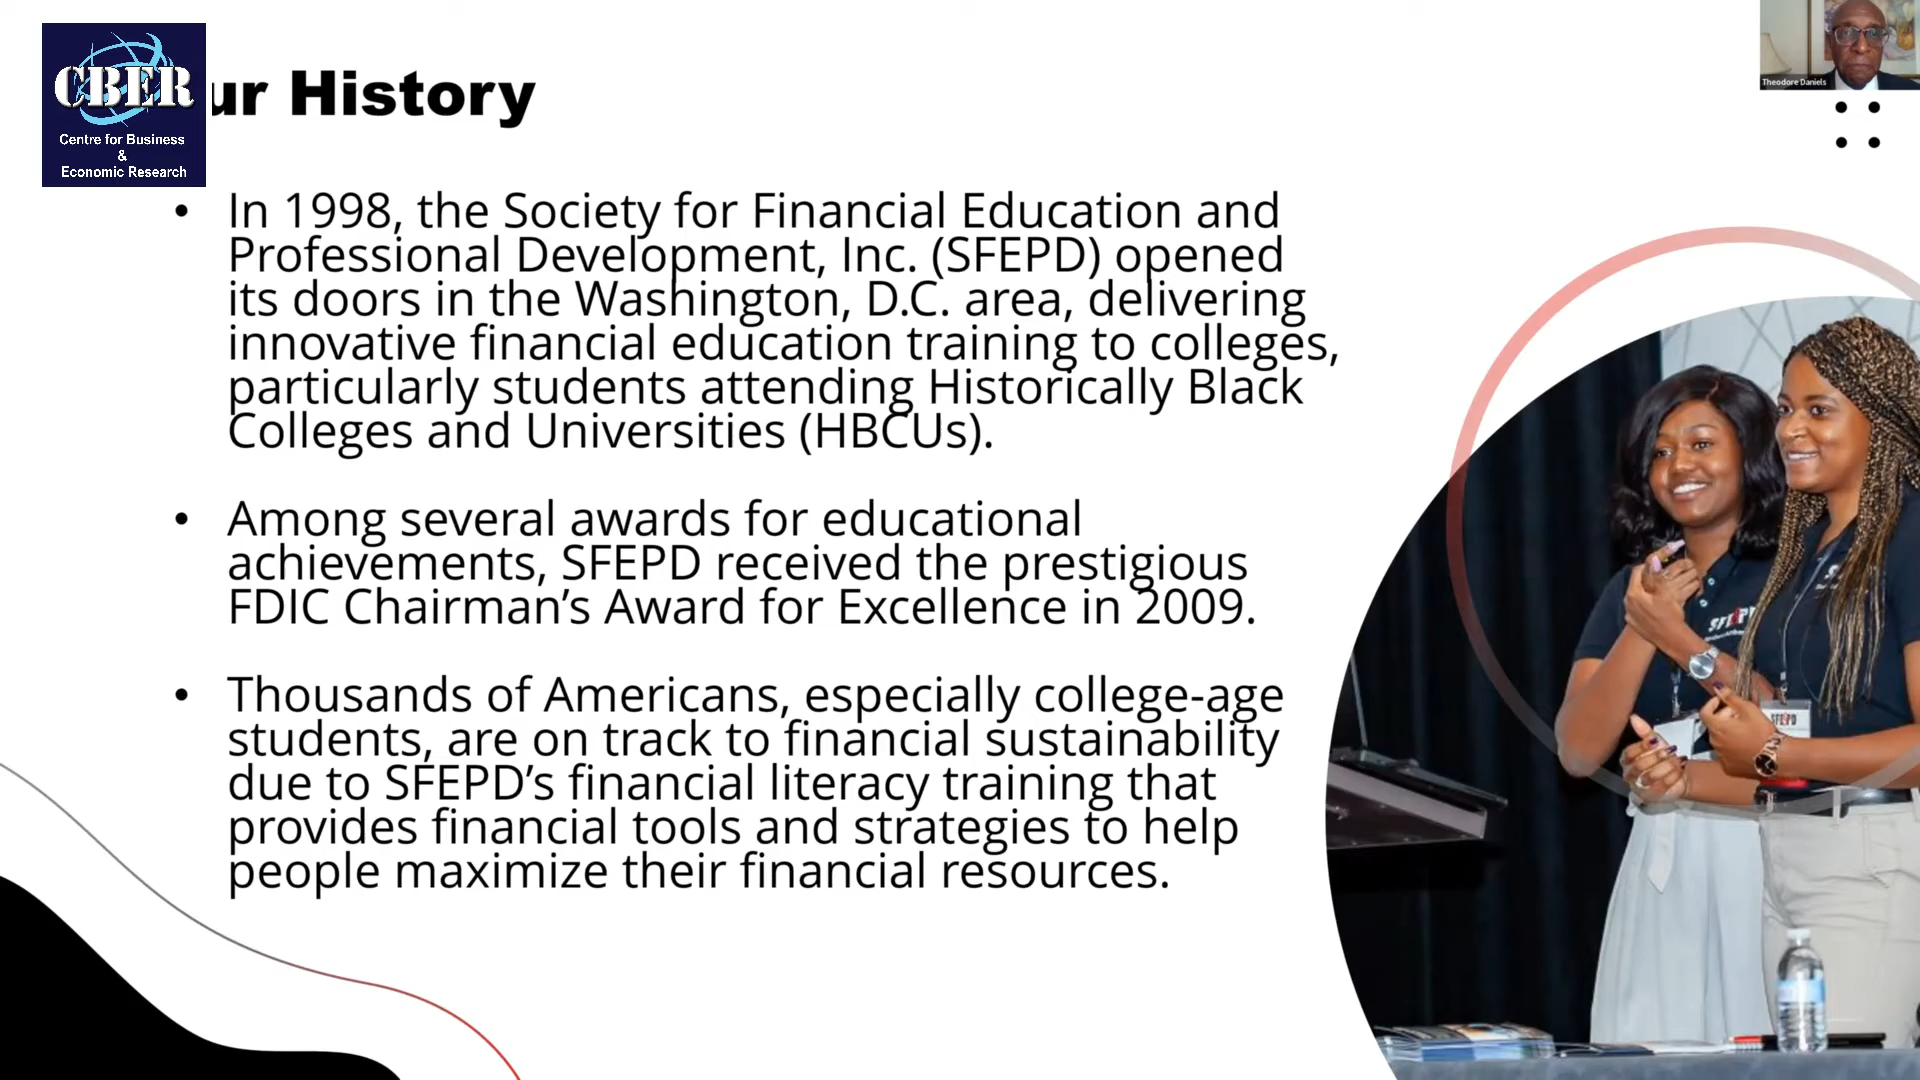 CBER
Centre for Business
&
Economic Research
ur History
Theodore Daniels
• In 1998, the Society for Financial Education and
Professional Development, Inc. (SFEPD) opened
its doors in the Washington, D.C. area, delivering
innovative financial education training to colleges,
particularly students attending Historically Black
Colleges and Universities (HBCUs).
• Among several awards for educational
achievements, SFEPD received the prestigious
FDIC Chairman’s Award for Excellence in 2009.
• Thousands of Americans, especially college-age
students, are on track to financial sustainability
due to SFEPD’s financial literacy training that
provides financial tools and strategies to help
people maximize their financial resources.
SFEPD